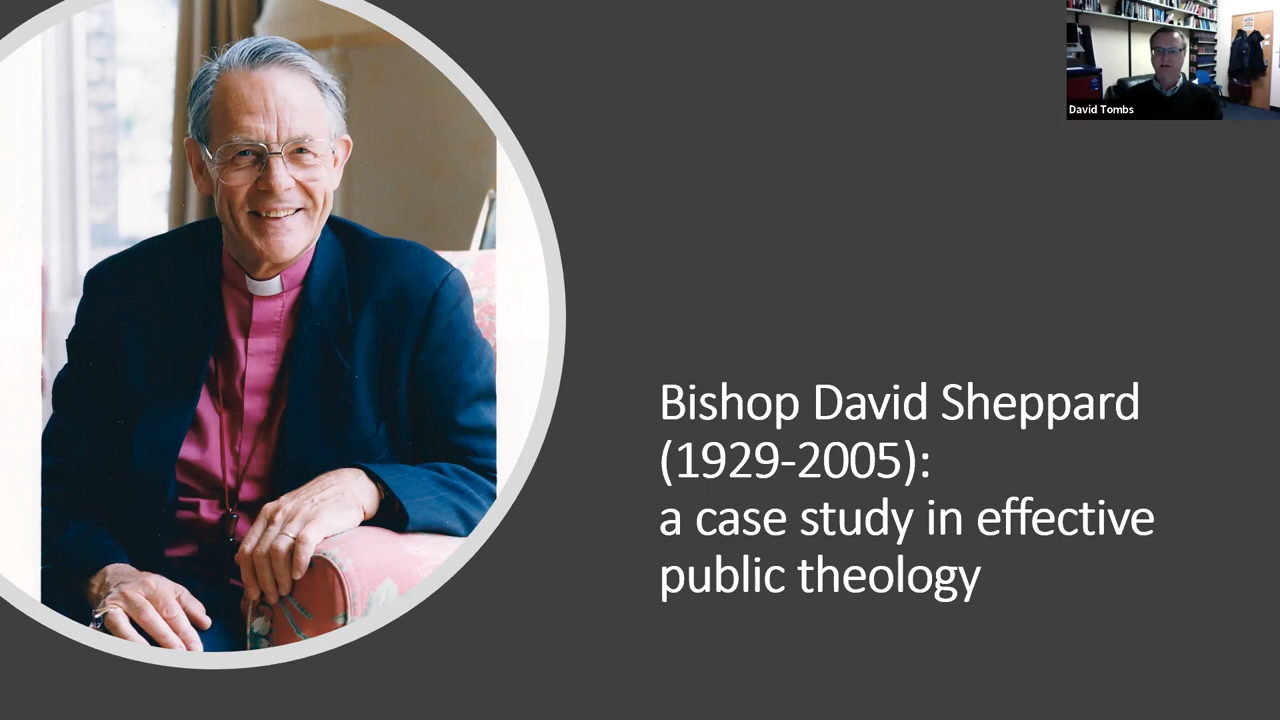 David Tombs
Bishop David Sheppard
(1929-2005):
a case study in effective
public theology